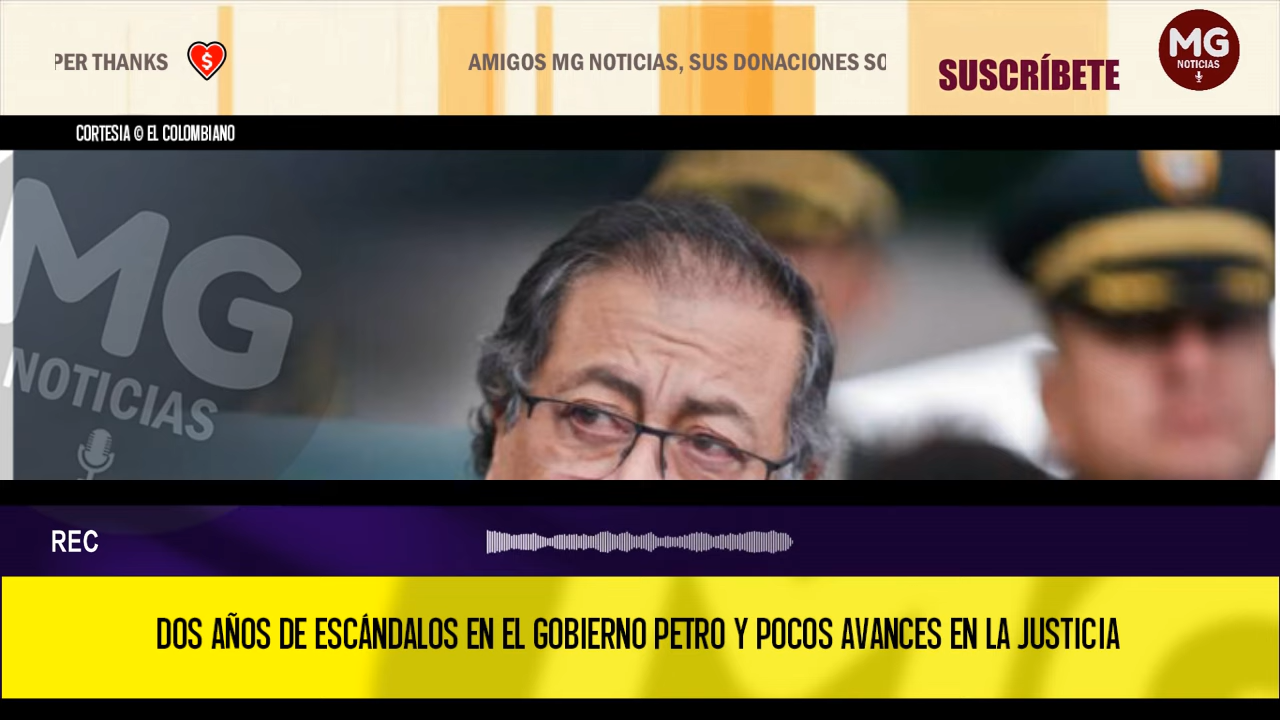 PER THANKS
$
AMIGOS MG NOTICIAS, SUS DONACIONES SO
SUSCRÍBETE
MG
NOTICIAS
CORTESIA © EL COLOMBIANO
MG
NOTICIAS
REC
DOS AÑOS DE ESCÁNDALOS EN EL GOBIERNO PETRO Y POCOS AVANCES EN LA JUSTICIA